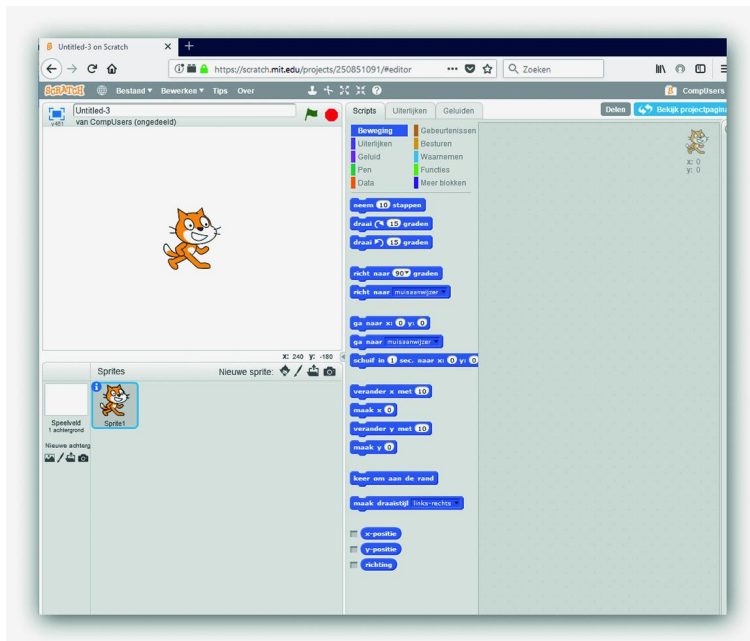 Untitled-3 on Scratch
https://scratch.mit.edu/projects/250851091/#editor
Zoeken
SCRATCH
Bestand
Bewerken
Tips
Over
CompUsers
Untitled-3
v461
van CompUsers (ongedeeld)
Scripts
Uiterlijken
Geluiden
Delen
Bekijk projectpagina
Beweging
Gebeurtenissen
Uiterlijken
Besturen
Geluid
Waarnemen
Pen
Functies
Data
Meer blokken
x: 0
y: 0
neem 10 stappen
draai 15 graden
draai 15 graden
richt naar 90 graden
richt naar muisaanwijzer
ga naar x: 0 y: 0
ga naar muisaanwijzer
schuif in 1 sec. naar x: 0 y: 0
verander x met 10
maak x 0
verander y met 10
maak y 0
keer om aan de rand
maak draaistijl links-rechts
x-positie
y-positie
richting
X: 240 Y: -180
Sprites
Nieuwe sprite:
Speelveld
1 achtergrond
Sprite1
Nieuwe achterg